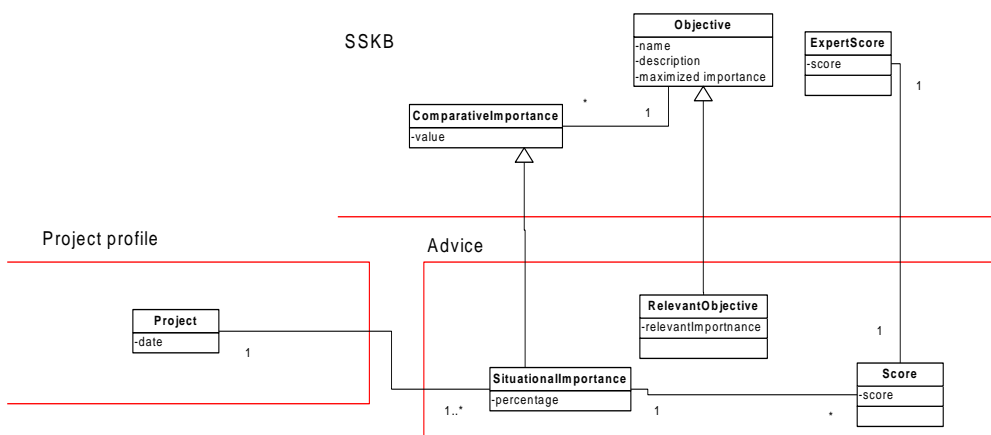 Objective
SSKB
ExpertScore
-name
-description
-score
-maximized importance
1
*
1
ComparativeImportance
-value
Project profile
Advice
RelevantObjective
Project
-relevantImportnance
-date
1
1
Score
SituationalImportance
-score
-percentage
1..*
1
*